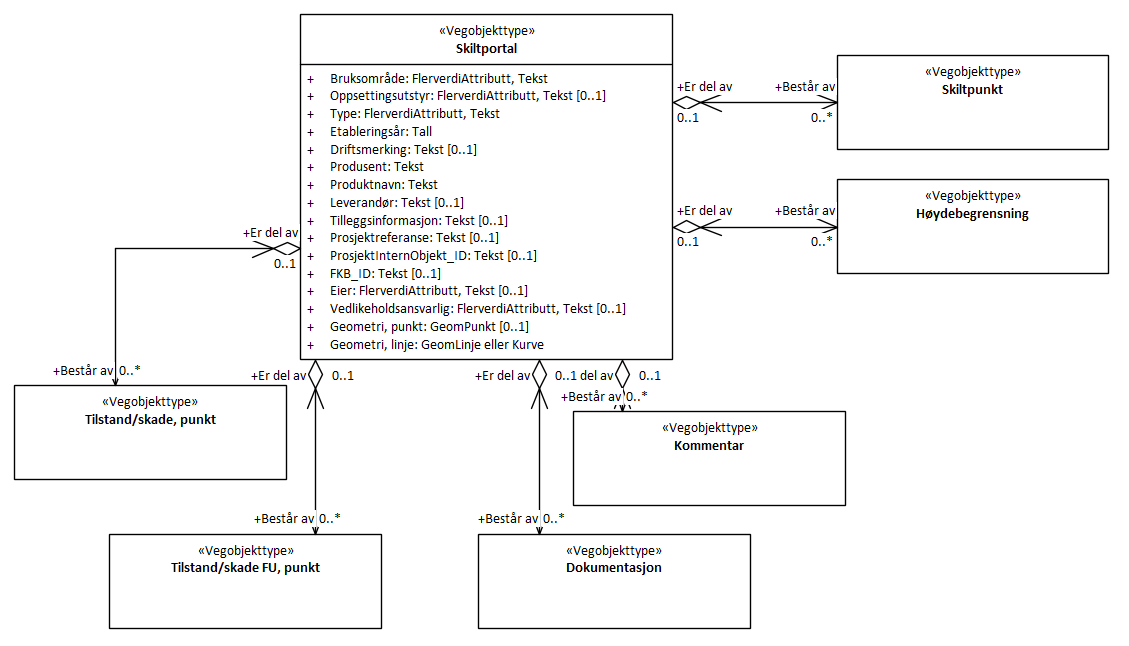 «Vegobjekttype»
Skiltportal
+ Bruksområde: FlerverdiAttributt, Tekst
+ Oppsettingsutstyr: FlerverdiAttributt, Tekst [0..1]
+ Type: FlerverdiAttributt, Tekst
+ Etableringsår: Tall
+ Driftsmerking: Tekst [0..1]
+ Produsent: Tekst
+ Produktnavn: Tekst
+ Leverandør: Tekst [0..1]
+ Tilleggsinformasjon: Tekst [0..1]
+ Prosjektreferanse: Tekst [0..1]
+ ProsjektInternObjekt_ID: Tekst [0..1]
+ FKB_ID: Tekst [0..1]
+ Eier: FlerverdiAttributt, Tekst [0..1]
+ Vedlikeholdsansvarlig: FlerverdiAttributt, Tekst [0..1]
+ Geometri, punkt: GeomPunkt [0..1]
+ Geometri, linje: GeomLinje eller Kurve
+Er del av +Består av
0..1 0..*
«Vegobjekttype»
Skiltpunkt
+Er del av +Består av
0..1 0..*
«Vegobjekttype»
Høydebegrensning
+Er del av
0..1
+Består av 0..*
«Vegobjekttype»
Tilstand/skade, punkt
+Er del av 0..1
+Består av 0..*
«Vegobjekttype»
Tilstand/skade FU, punkt
+Er del av 0..1
+Består av 0..*
«Vegobjekttype»
Dokumentasjon
del av 0..1
+Består av 0..*
«Vegobjekttype»
Kommentar